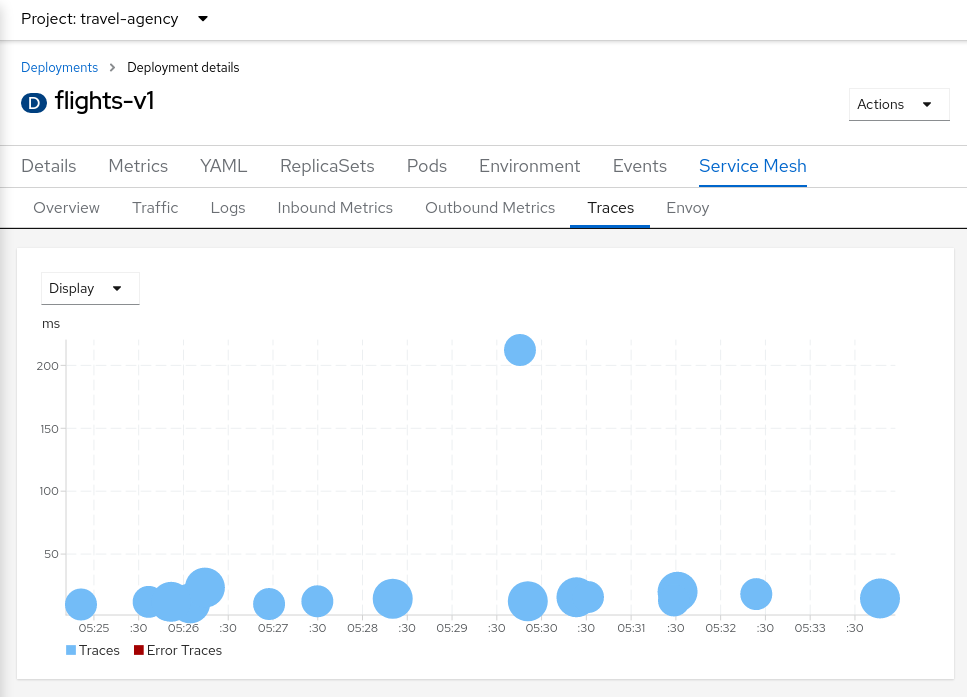 Project: travel-agency
Deployments > Deployment details
D flights-v1
Actions
Details Metrics YAML ReplicaSets Pods Environment Events Service Mesh
Overview Traffic Logs Inbound Metrics Outbound Metrics Traces Envoy
Display
ms
200
150
100
50
05:25 :30 05:26 :30 05:27 :30 05:28 :30 05:29 :30 05:30 :30 05:31 :30 05:32 :30 05:33 :30
Traces Error Traces